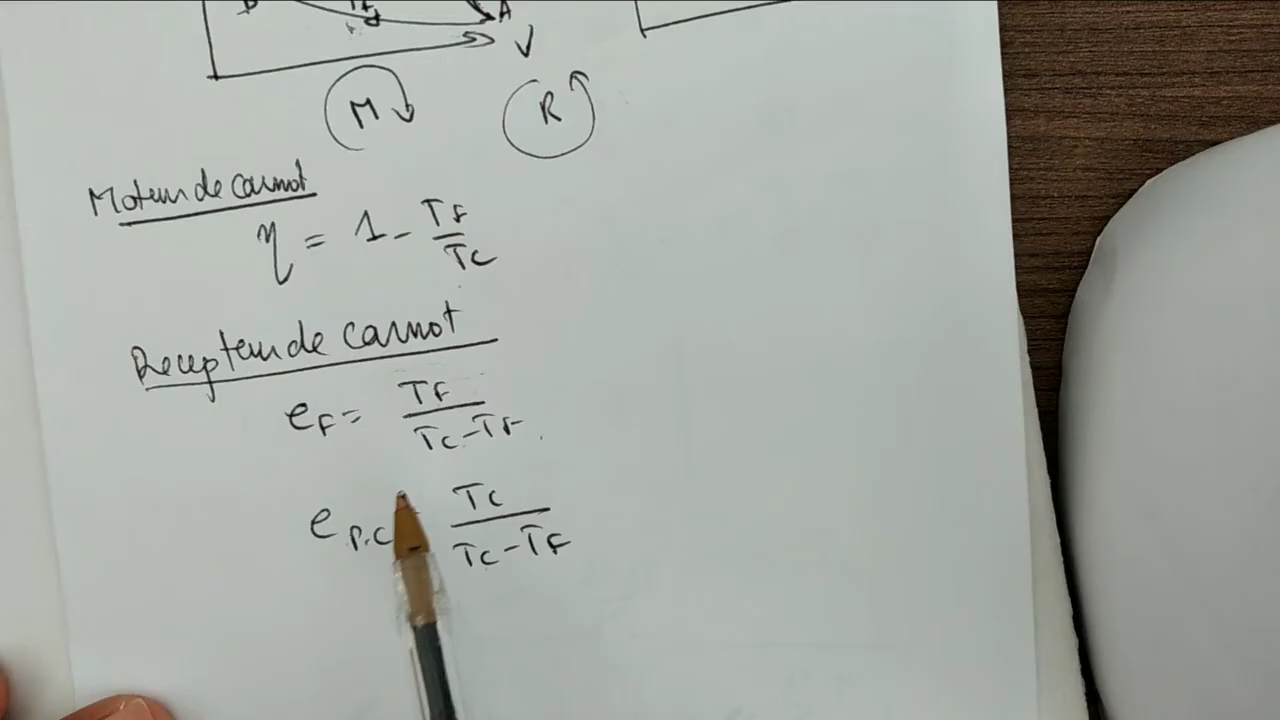 A
V
M R
Moteur de carnot
η = 1 - TF/TC
Recepteur de carnot
eF = TF/TC-TF
eP.C TC/TC-TF